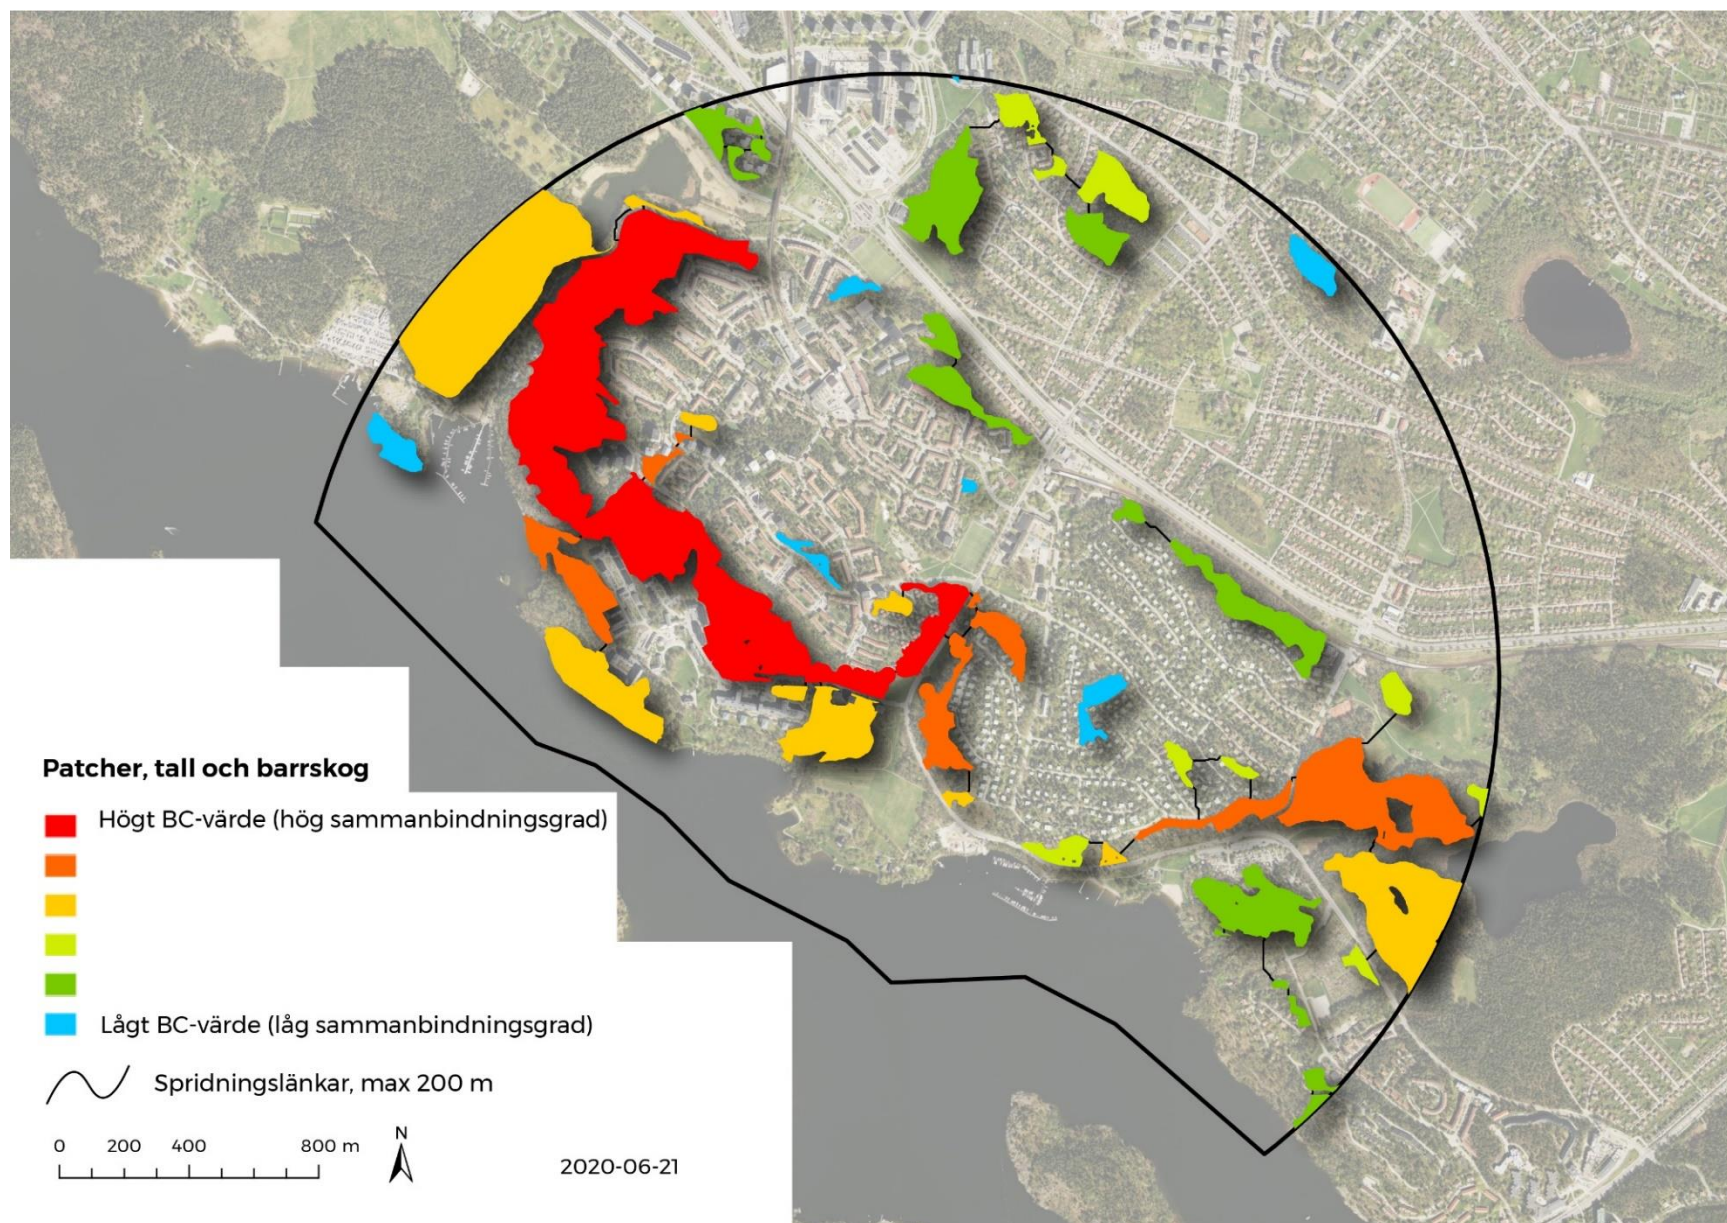 Patcher, tall och barrskog
Högt BC-värde (hög sammanbindningsgrad)
Lågt BC-värde (låg sammanbindningsgrad)
Spridningslänkar, max 200 m
0 200 400 800 m
N
2020-06-21